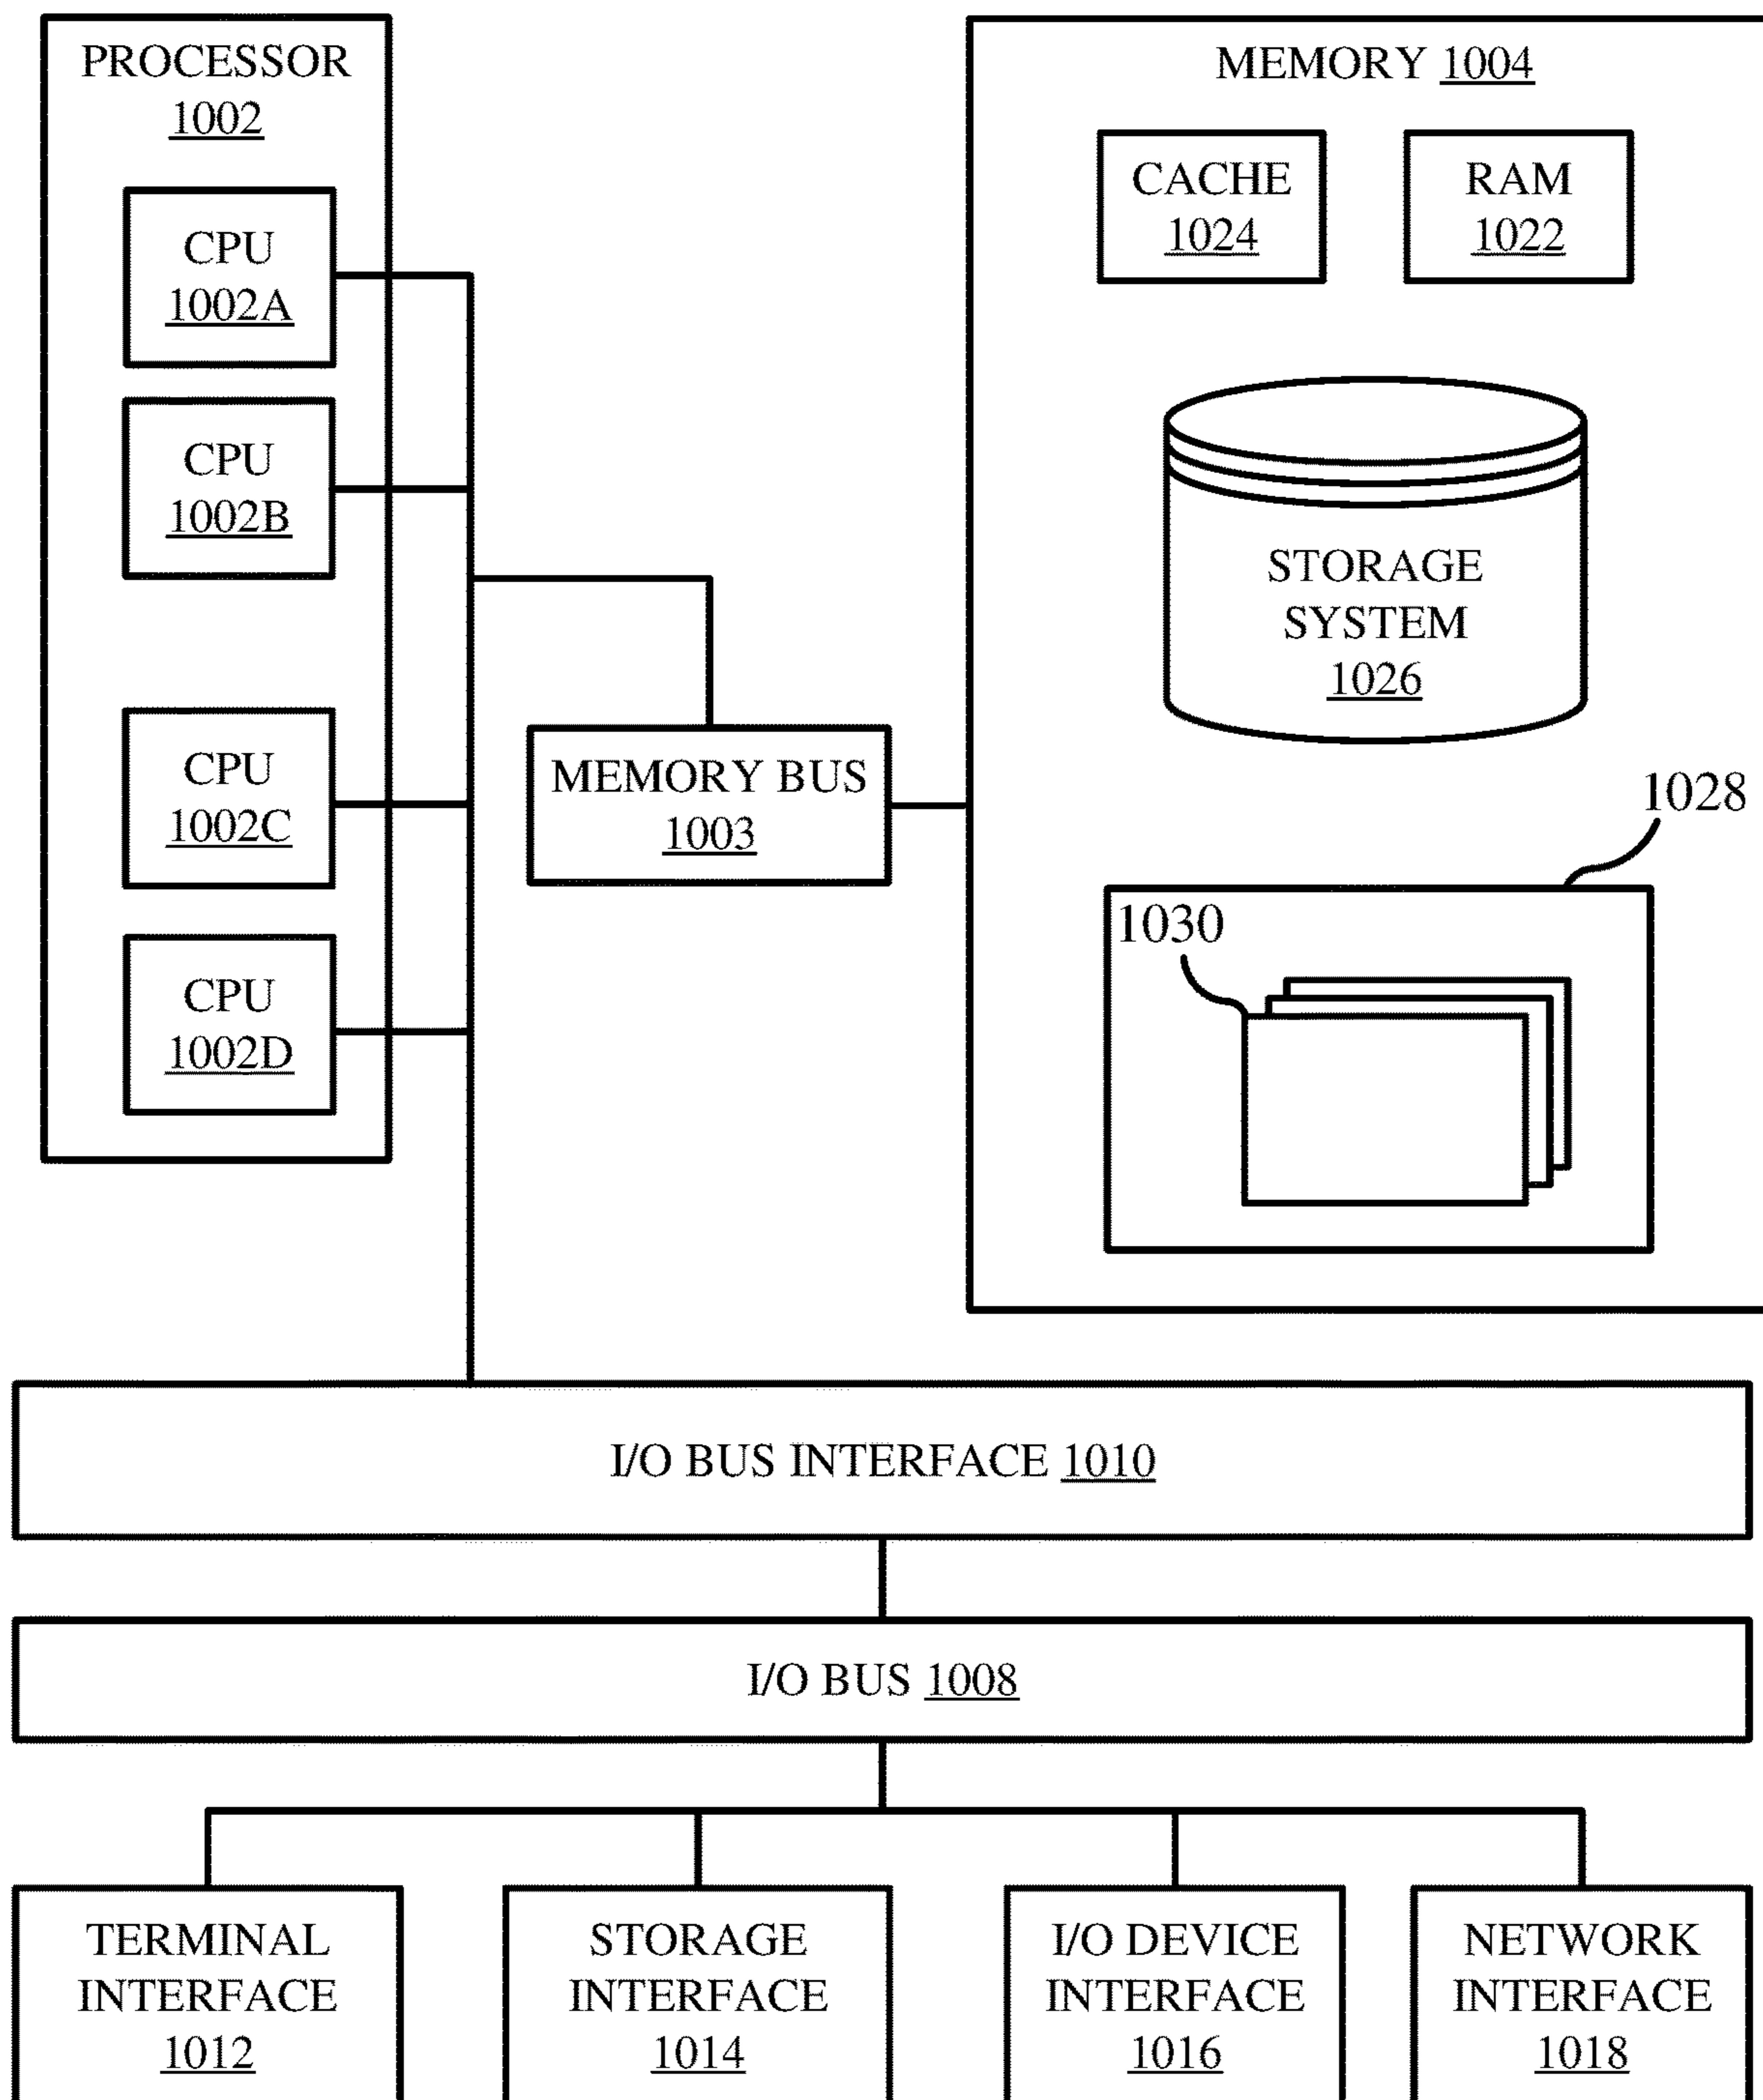 PROCESSOR
1002
CPU
1002A
CPU
1002B
CPU
1002C
CPU
1002D
MEMORY BUS
1003
MEMORY 1004
CACHE
1024
RAM
1022
STORAGE
SYSTEM
1026
1028
1030
I/O BUS INTERFACE 1010
I/O BUS 1008
TERMINAL
INTERFACE
1012
STORAGE
INTERFACE
1014
I/O DEVICE
INTERFACE
1016
NETWORK
INTERFACE
1018